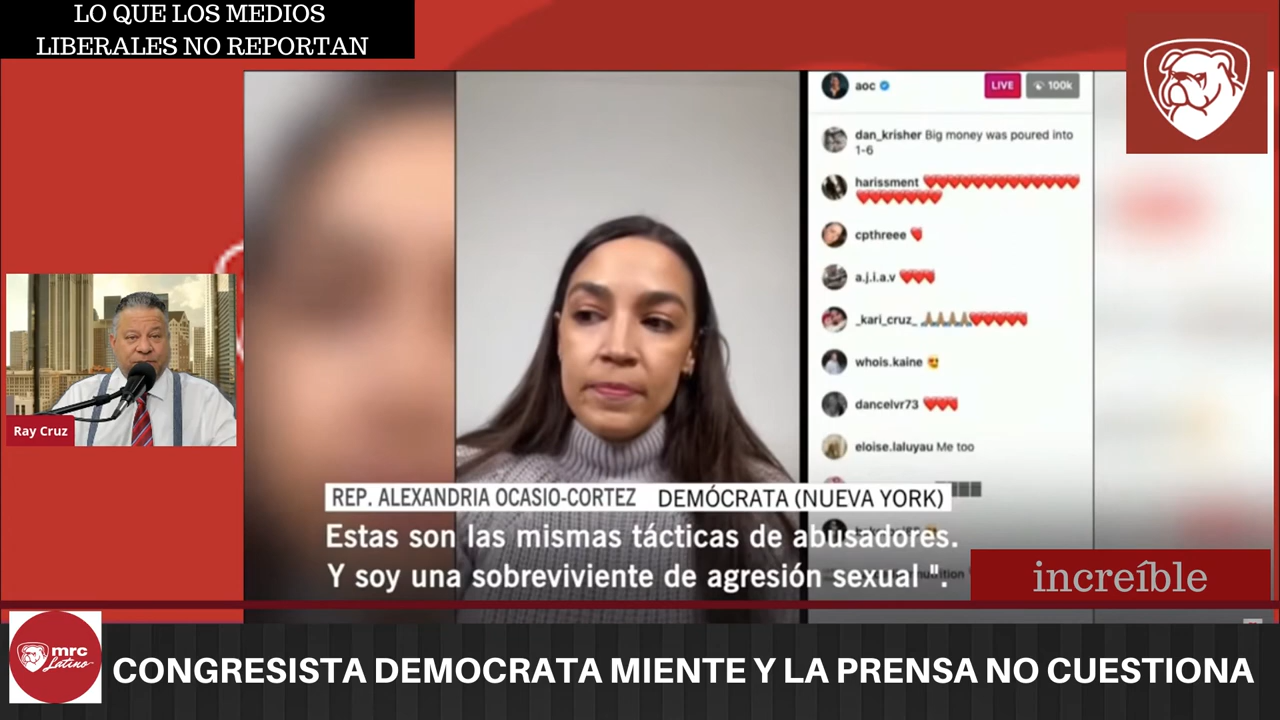 LO QUE LOS MEDIOS
LIBERALES NO REPORTAN
aoc
LIVE
100k
dan_krisher Big money was poured into
1-6
harissment
cpthreee
a.j.i.a.v
_kari_cruz_
whois.kaine
dancelvr73
eloise.laluyau Me too
Ray Cruz
REP. ALEXANDRIA OCASIO-CORTEZ DEMÓCRATA (NUEVA YORK)
Estas son las mismas tácticas de abusadores.
Y soy una sobreviviente de agresión sexual ".
increíble
mrc
Latino
CONGRESISTA DEMOCRATA MIENTE Y LA PRENSA NO CUESTIONA